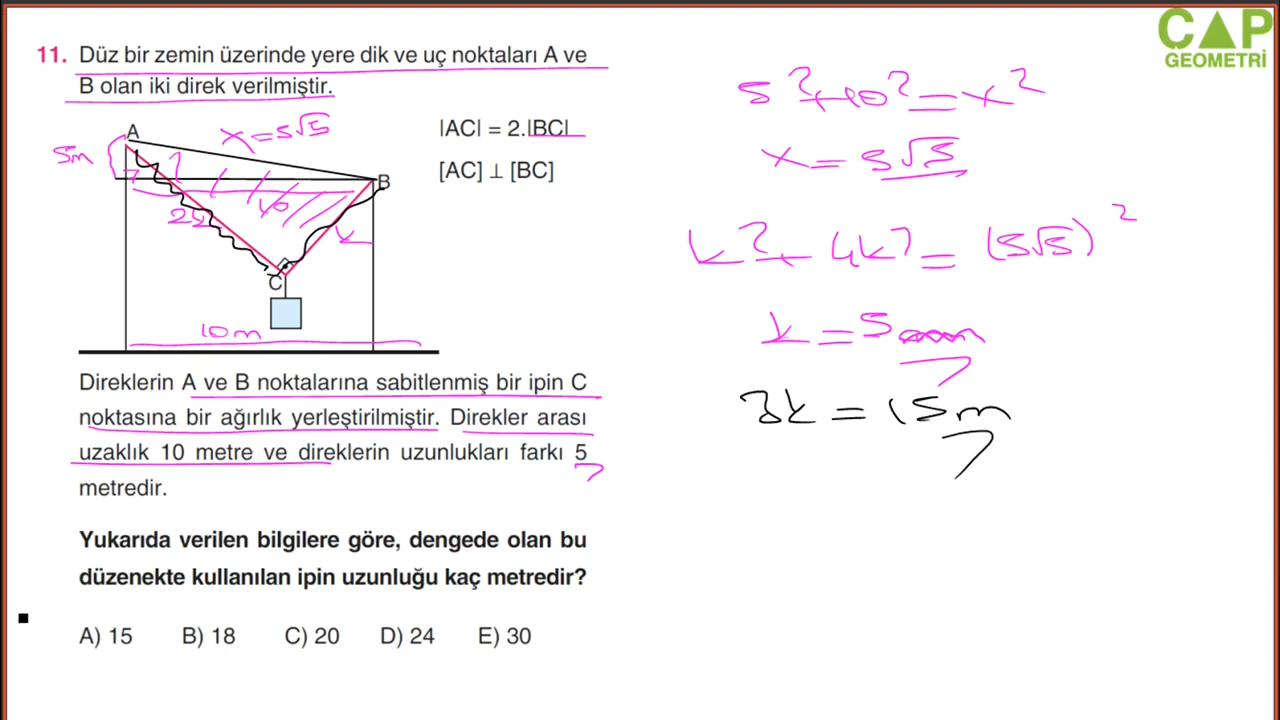 ÇAP
GEOMETRİ
11. Düz bir zemin üzerinde yere dik ve uç noktaları A ve
B olan iki direk verilmiştir.
A
B
C
5m
x = 5√5
10
2k
k
10m
|AC| = 2.|BC|
[AC] ⊥ [BC]
Direklerin A ve B noktalarına sabitlenmiş bir ipin C
noktasına bir ağırlık yerleştirilmiştir. Direkler arası
uzaklık 10 metre ve direklerin uzunlukları farkı 5
metredir.
Yukarıda verilen bilgilere göre, dengede olan bu
düzenekte kullanılan ipin uzunluğu kaç metredir?
A) 15 B) 18 C) 20 D) 24 E) 30
5² + 10² = x²
x = 5√5
k² + 4k² = (5√5)²
k = 5
3k = 15m